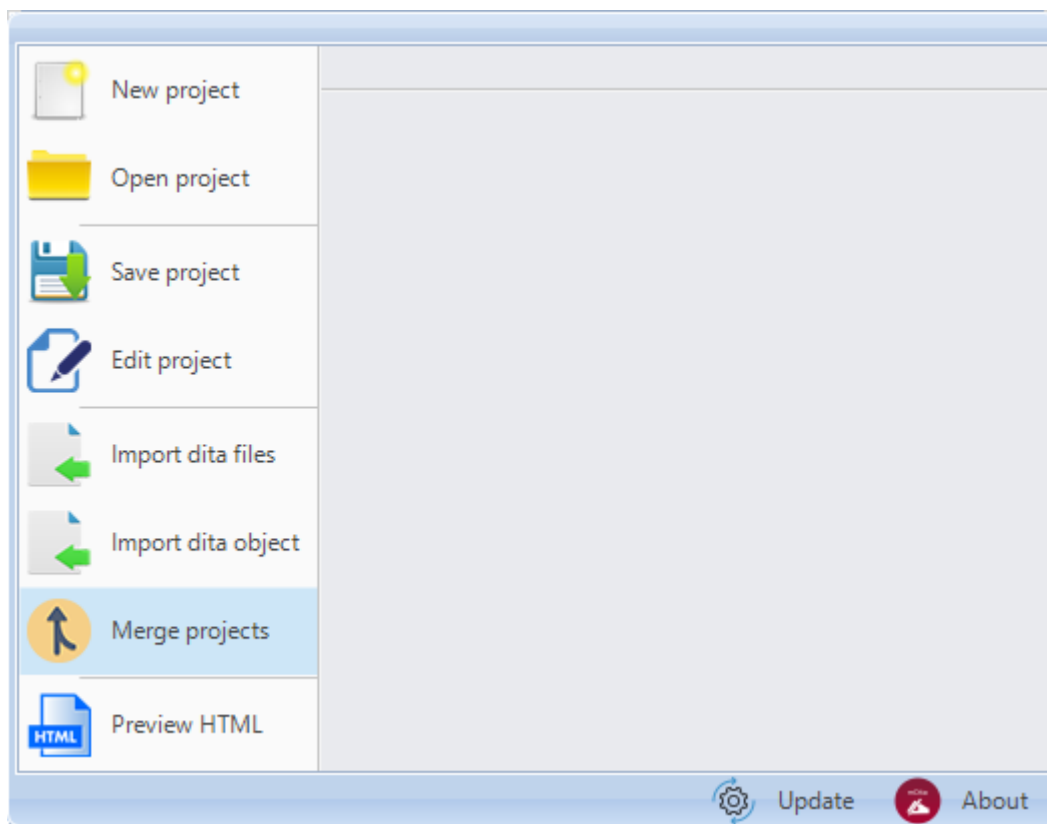 New project
Open project
Save project
Edit project
Import dita files
Import dita object
Merge projects
HTML
Preview HTML
Update
About